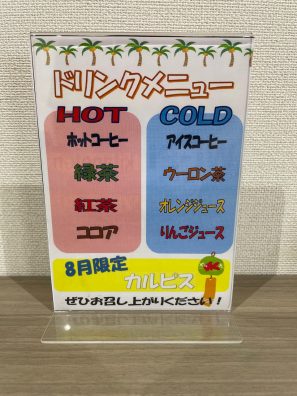 ドリンクメニュー
HOT
ホットコーヒー
緑茶
紅茶
ココア
COLD
アイスコーヒー
ウーロン茶
オレンジジュース
りんごジュース
8月限定
カルピス
ぜひお召し上がりください！